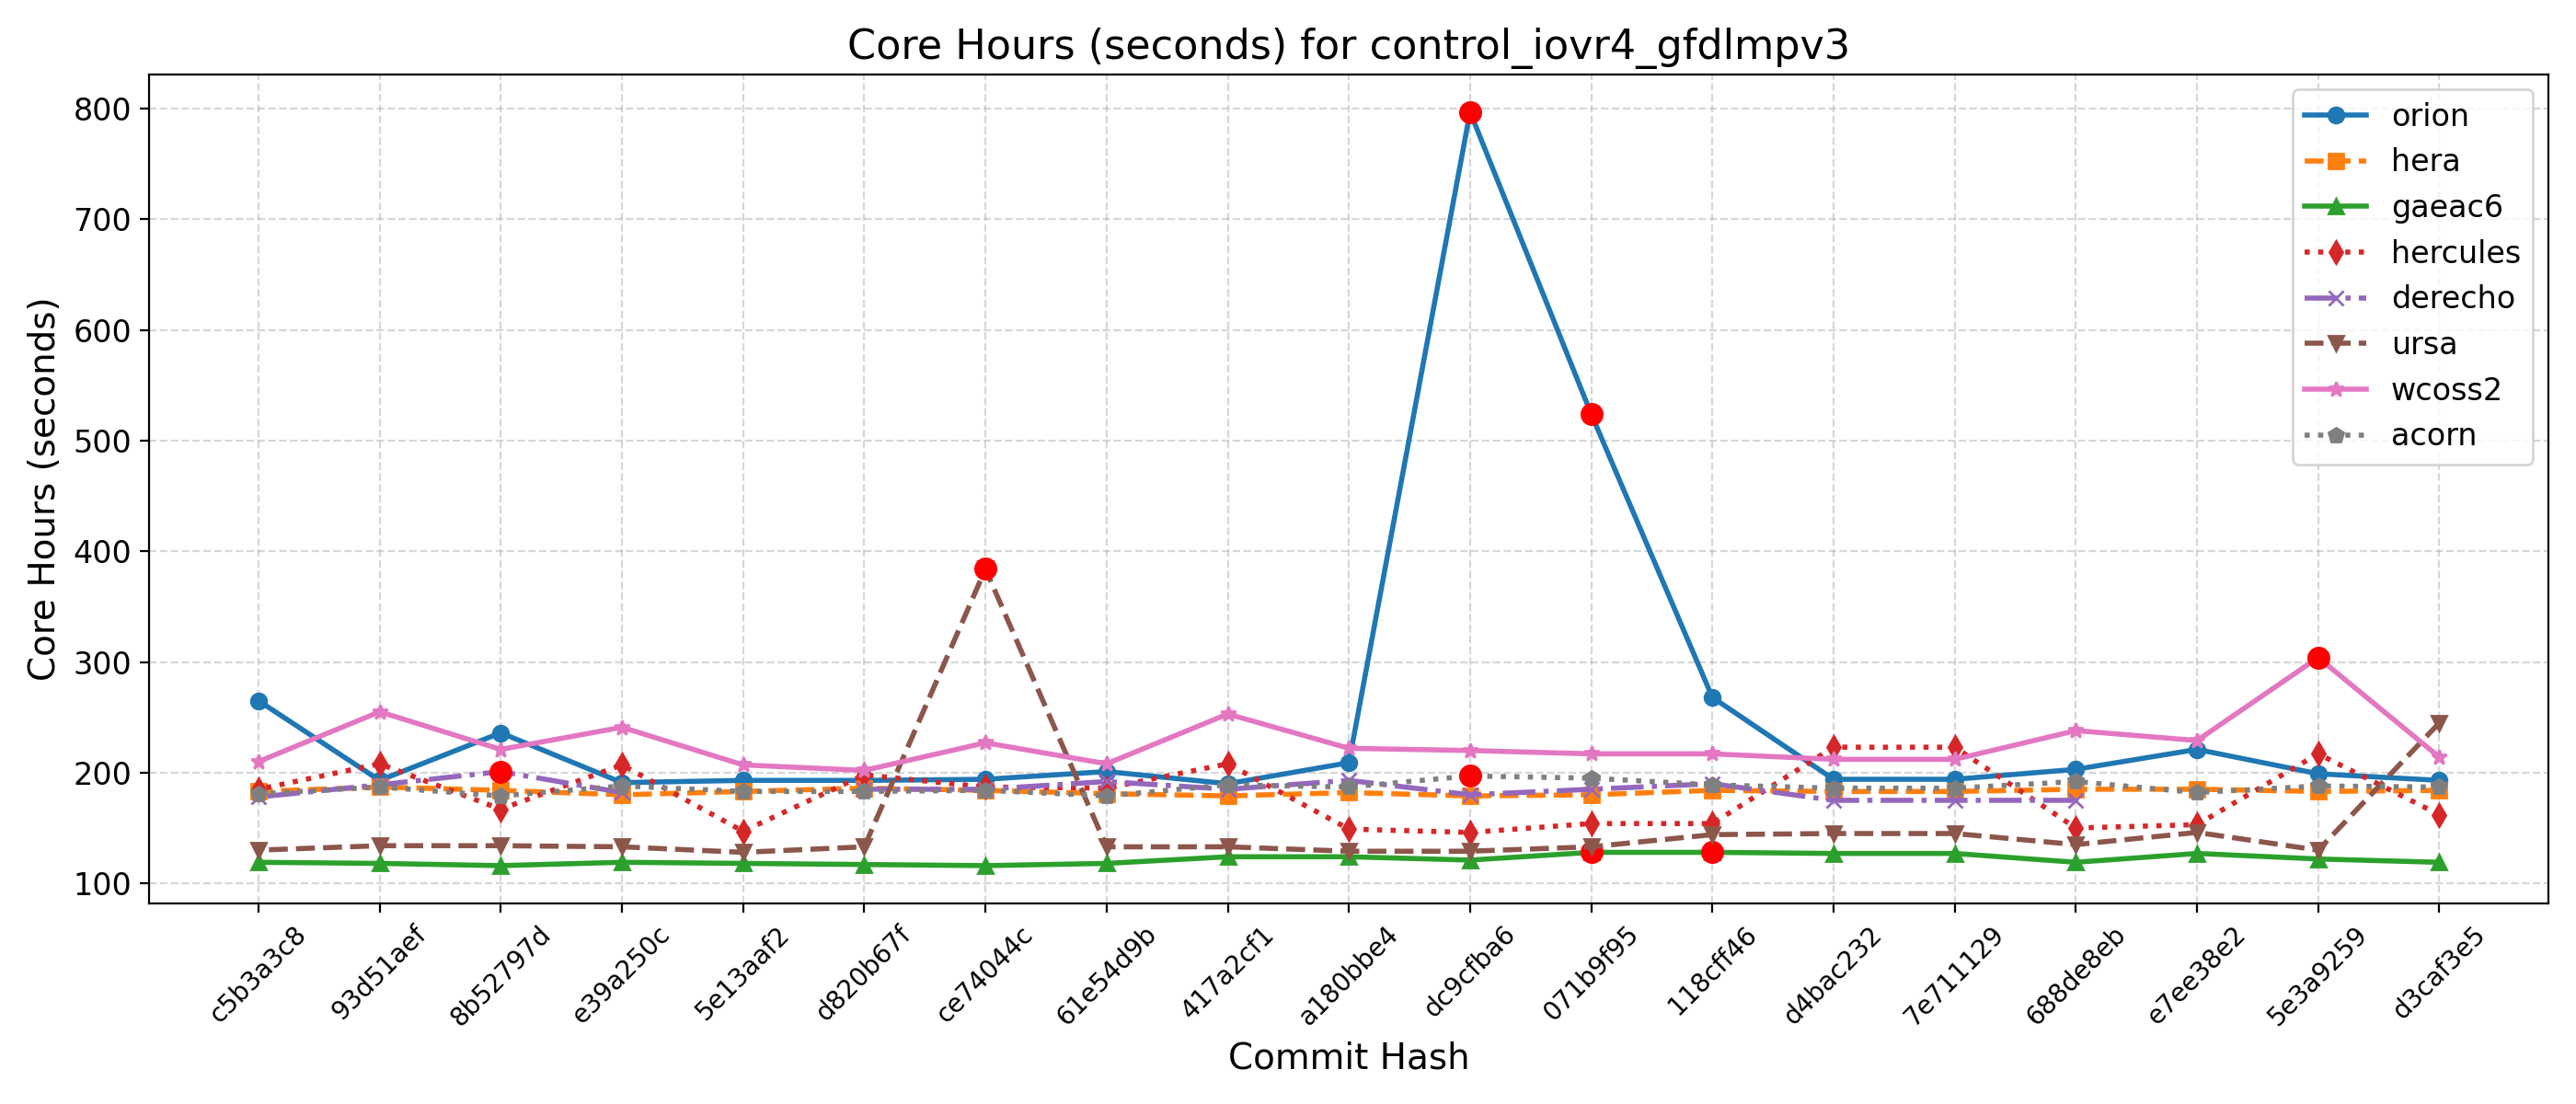 Core Hours (seconds) for control_iovr4_gfdlmpv3
Core Hours (seconds)
800
700
600
500
400
300
200
100
orion
hera
gaeac6
hercules
derecho
ursa
wcoss2
acorn
c5b3a3c8
93d51aef
8b52797d
e39a250c
5e13aaf2
d820b67f
ce74044c
61e54d9b
417a2cf1
a180bbe4
dc9cfba6
071b9f95
118cff46
d4bac232
7e711129
688de8eb
e7ee38e2
5e3a9259
d3caf3e5
Commit Hash